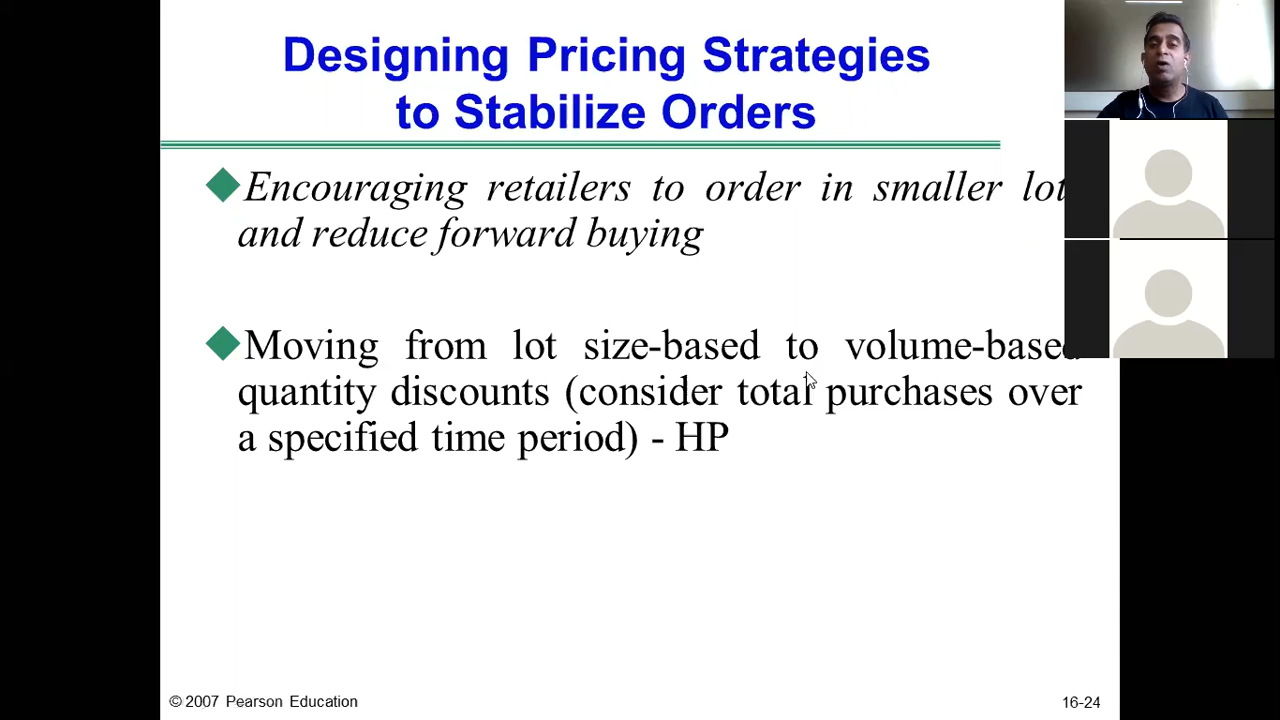 Designing Pricing Strategies
to Stabilize Orders
Encouraging retailers to order in smaller lot
and reduce forward buying
Moving from lot size-based to volume-based
quantity discounts (consider total purchases over
a specified time period) - HP
© 2007 Pearson Education
16-24